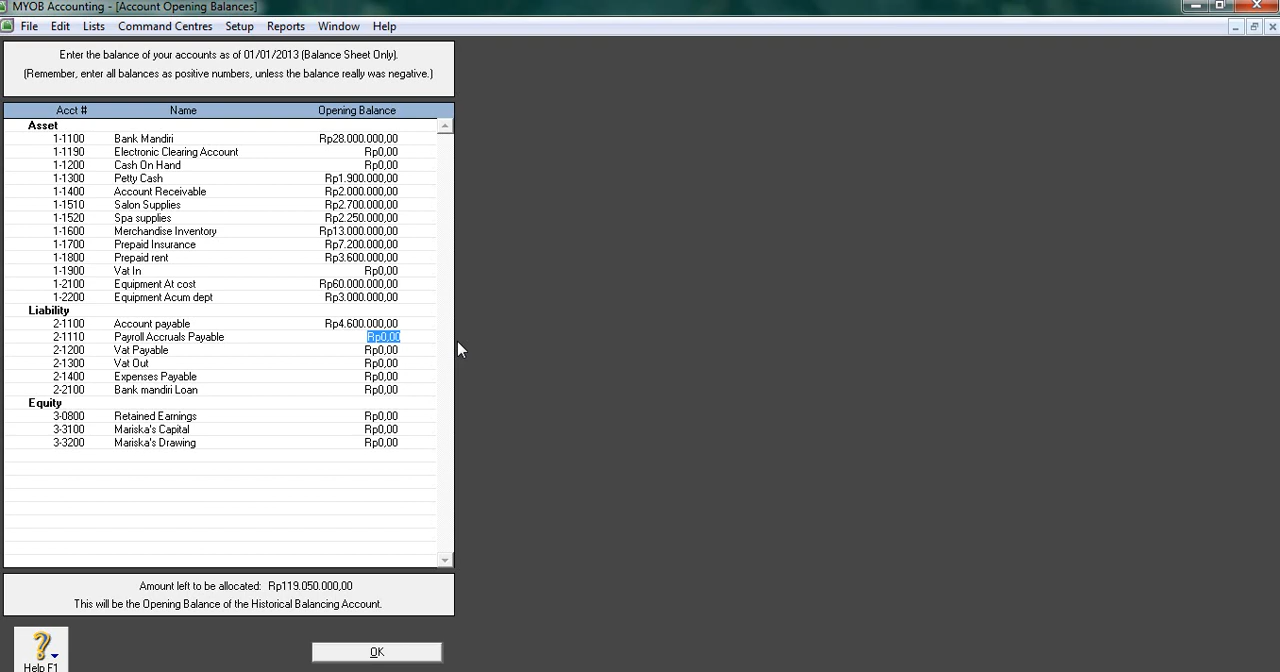 MYOB Accounting - [Account Opening Balances]
File Edit Lists Command Centres Setup Reports Window Help
Enter the balance of your accounts as of 01/01/2013 (Balance Sheet Only).
(Remember, enter all balances as positive numbers, unless the balance really was negative.)
Acct # Name Opening Balance
Asset
1-1100 Bank Mandiri Rp28.000.000,00
1-1190 Electronic Clearing Account Rp0,00
1-1200 Cash On Hand Rp0,00
1-1300 Petty Cash Rp1.900.000,00
1-1400 Account Receivable Rp2.000.000,00
1-1510 Salon Supplies Rp2.700.000,00
1-1520 Spa supplies Rp2.250.000,00
1-1600 Merchandise Inventory Rp13.000.000,00
1-1700 Prepaid Insurance Rp7.200.000,00
1-1800 Prepaid rent Rp3.600.000,00
1-1900 Vat In Rp0,00
1-2100 Equipment At cost Rp60.000.000,00
1-2200 Equipment Acum dept Rp3.000.000,00
Liability
2-1100 Account payable Rp4.600.000,00
2-1110 Payroll Accruals Payable Rp0,00
2-1200 Vat Payable Rp0,00
2-1300 Vat Out Rp0,00
2-1400 Expenses Payable Rp0,00
2-2100 Bank mandiri Loan Rp0,00
Equity
3-0800 Retained Earnings Rp0,00
3-3100 Mariska's Capital Rp0,00
3-3200 Mariska's Drawing Rp0,00
Amount left to be allocated: Rp119.050.000,00
This will be the Opening Balance of the Historical Balancing Account.
OK
Help F1